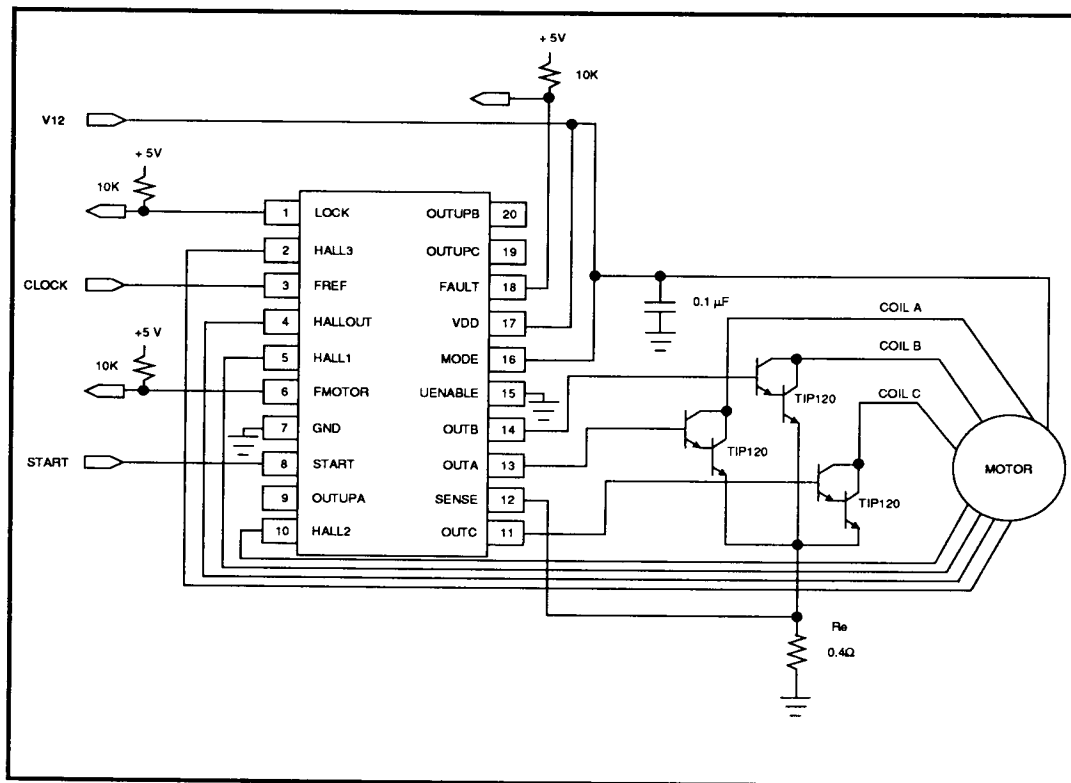 + 5V
10K
V12
+ 5V
10K
1 LOCK OUTUPB 20
2 HALL3 OUTUPC 19
CLOCK 3 FREF FAULT 18
4 HALLOUT VDD 17
+5 V
10K
5 HALL1 MODE 16
6 FMOTOR UENABLE 15
7 GND OUTB 14
START 8 START OUTA 13
9 OUTUPA SENSE 12
10 HALL2 OUTC 11
0.1 µF
COIL A
COIL B
TIP120
COIL C
TIP120
TIP120
MOTOR
Re
0.4Ω